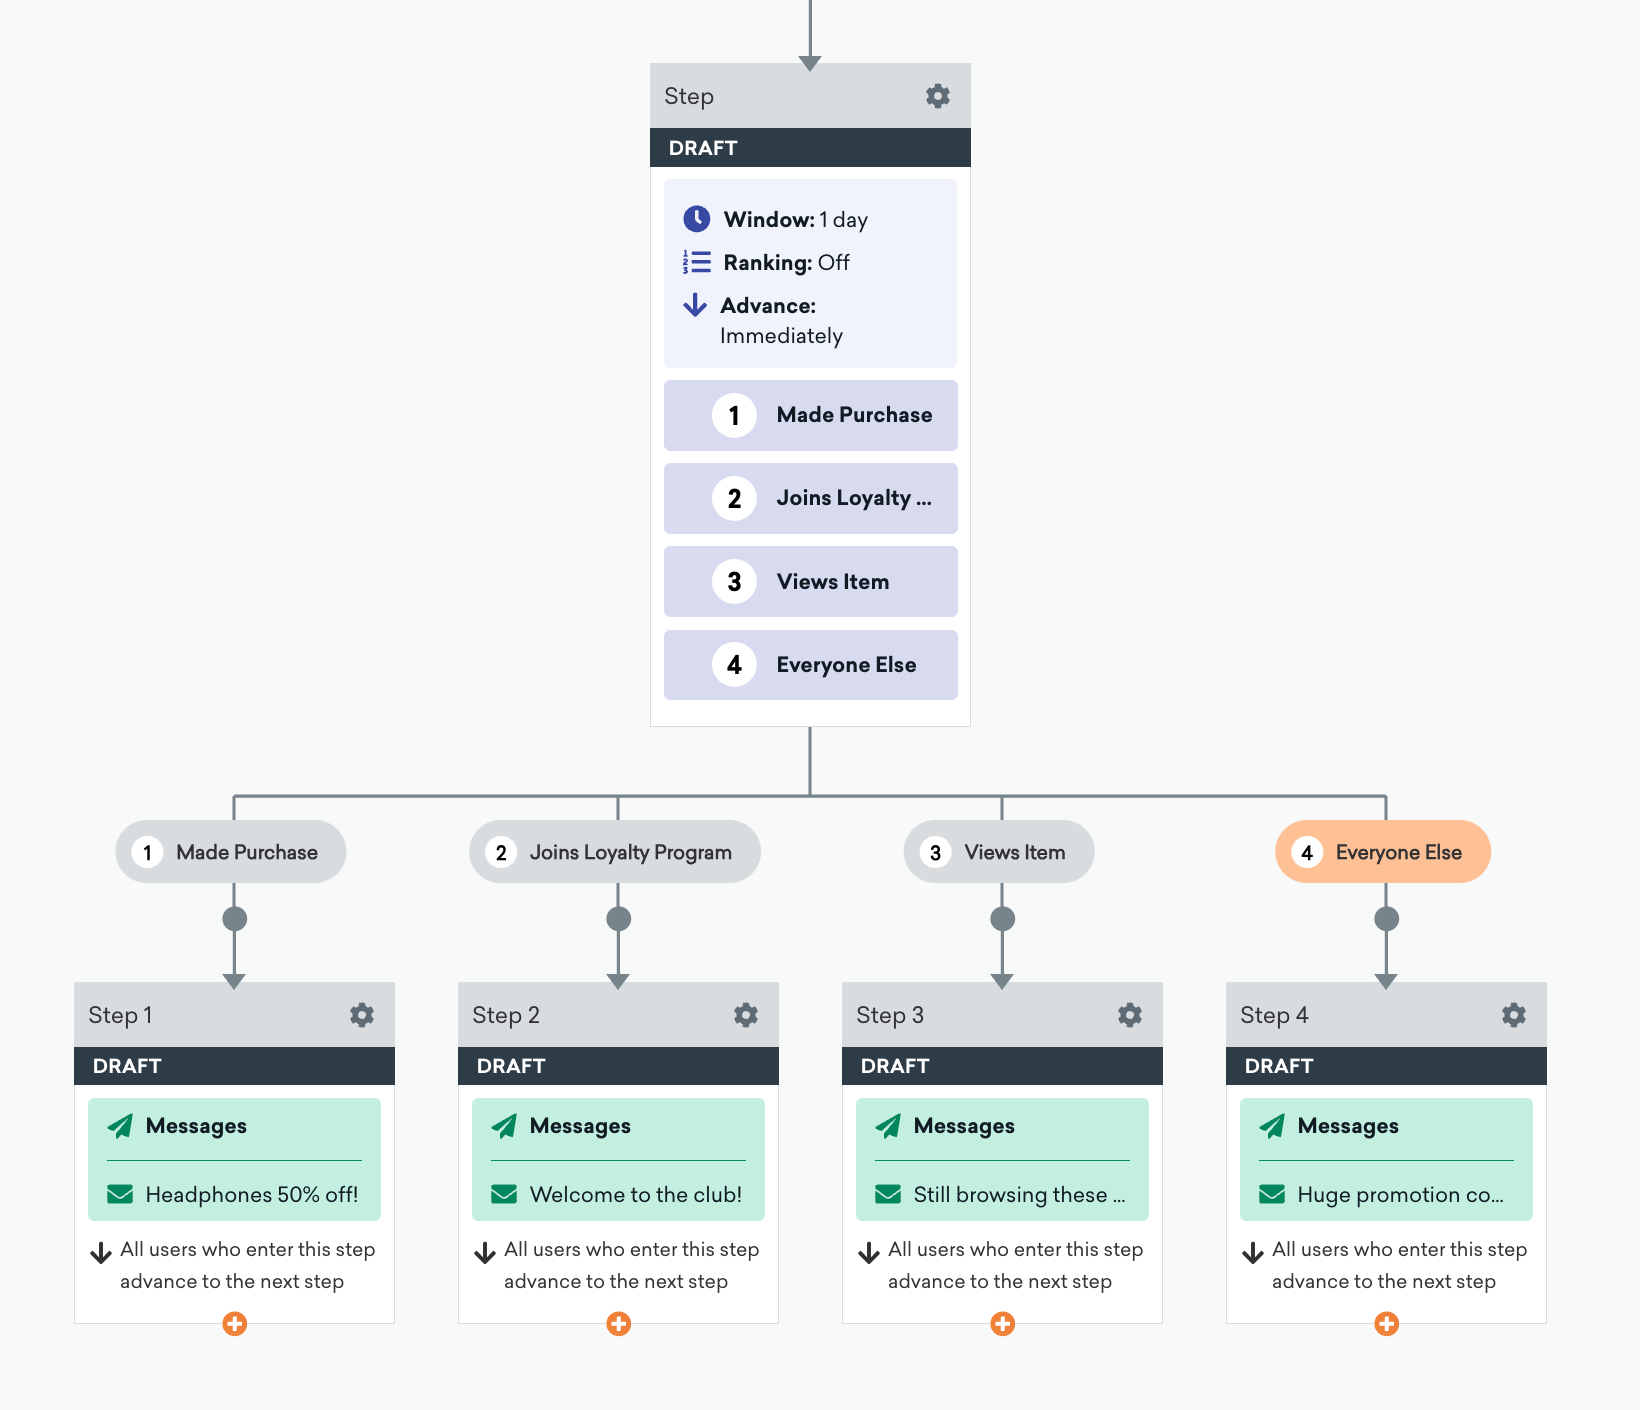 Step
DRAFT
Window: 1 day
1
2
3
Ranking: Off
Advance:
Immediately
1 Made Purchase
2 Joins Loyalty ...
3 Views Item
4 Everyone Else
1 Made Purchase
2 Joins Loyalty Program
3 Views Item
4 Everyone Else
Step 1
DRAFT
Messages
Headphones 50% off!
All users who enter this step
advance to the next step
Step 2
DRAFT
Messages
Welcome to the club!
All users who enter this step
advance to the next step
Step 3
DRAFT
Messages
Still browsing these ...
All users who enter this step
advance to the next step
Step 4
DRAFT
Messages
Huge promotion co...
All users who enter this step
advance to the next step